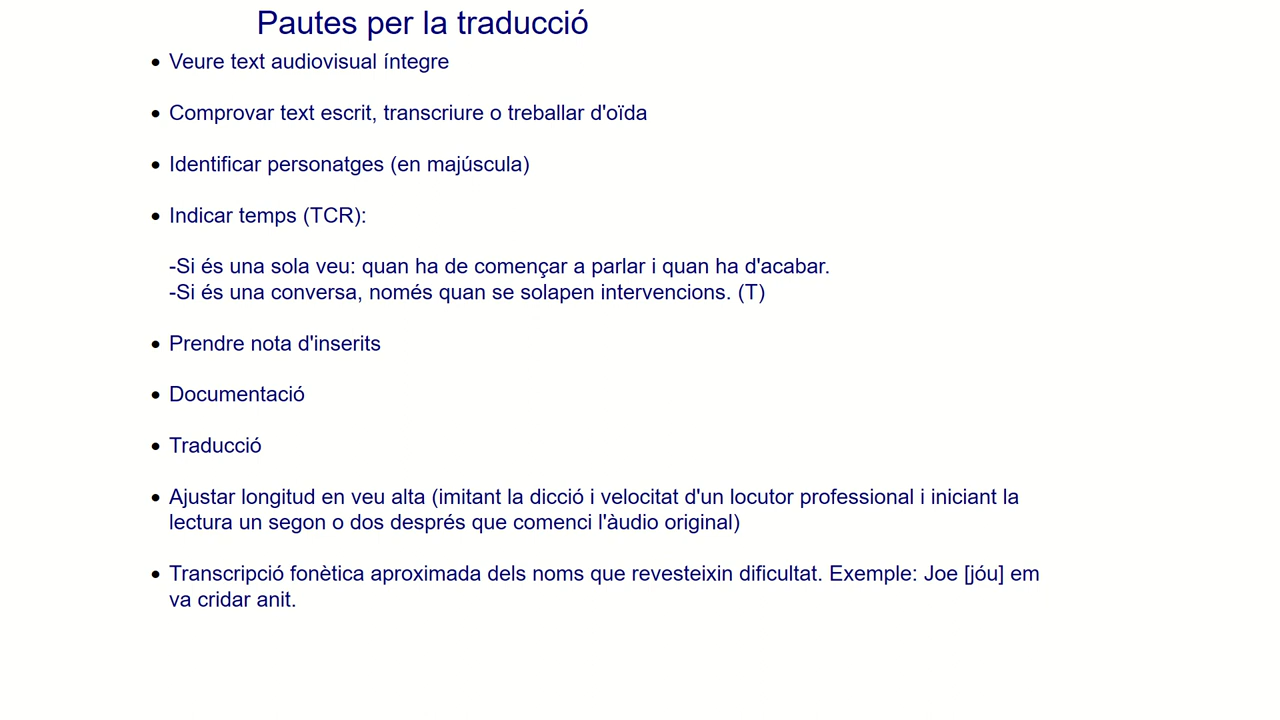 Pautes per la traducció
• Veure text audiovisual íntegre
• Comprovar text escrit, transcriure o treballar d'oïda
• Identificar personatges (en majúscula)
• Indicar temps (TCR):
-Si és una sola veu: quan ha de començar a parlar i quan ha d'acabar.
-Si és una conversa, només quan se solapen intervencions. (T)
• Prendre nota d'inserits
• Documentació
• Traducció
• Ajustar longitud en veu alta (imitant la dicció i velocitat d'un locutor professional i iniciant la
lectura un segon o dos després que comenci l'àudio original)
• Transcripció fonètica aproximada dels noms que revesteixin dificultat. Exemple: Joe [jóu] em
va cridar anit.